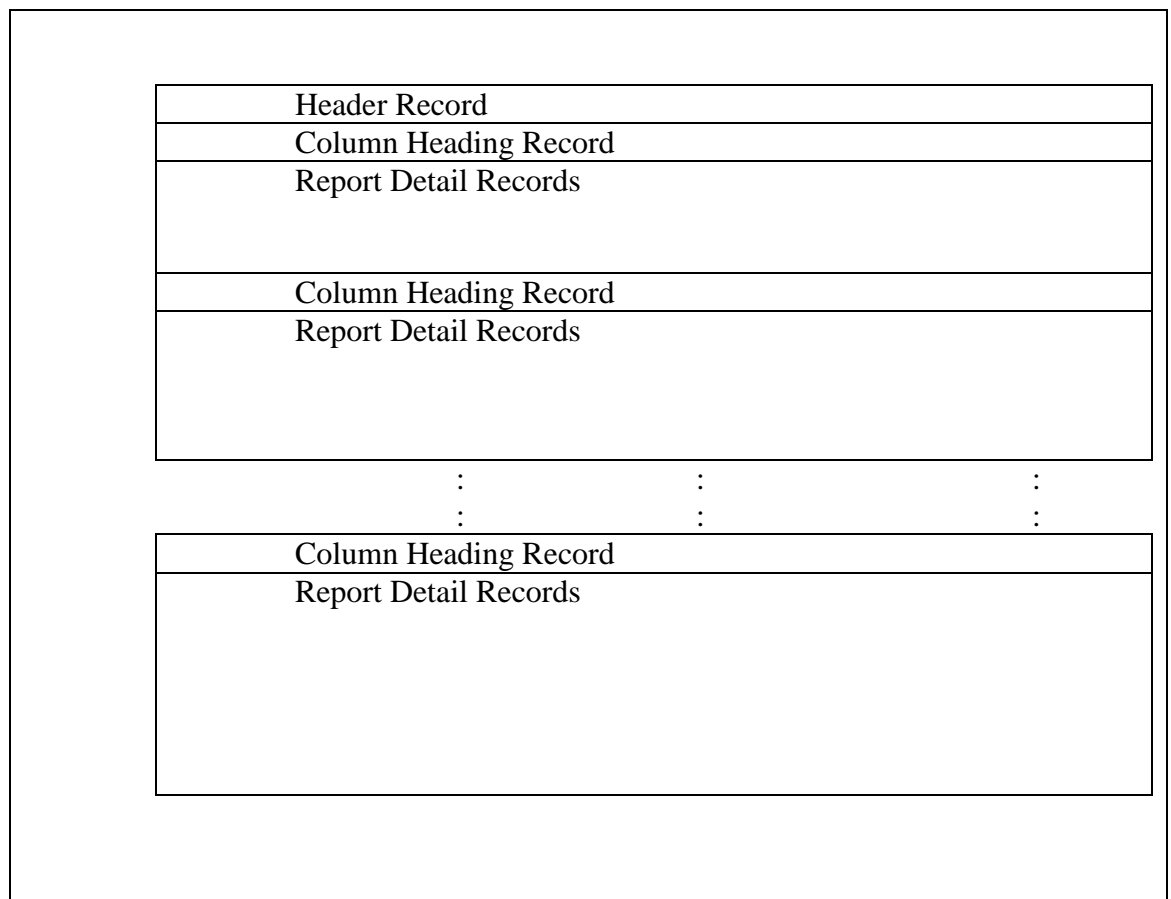 Header Record
Column Heading Record
Report Detail Records
Column Heading Record
Report Detail Records
: : :
: : :
Column Heading Record
Report Detail Records